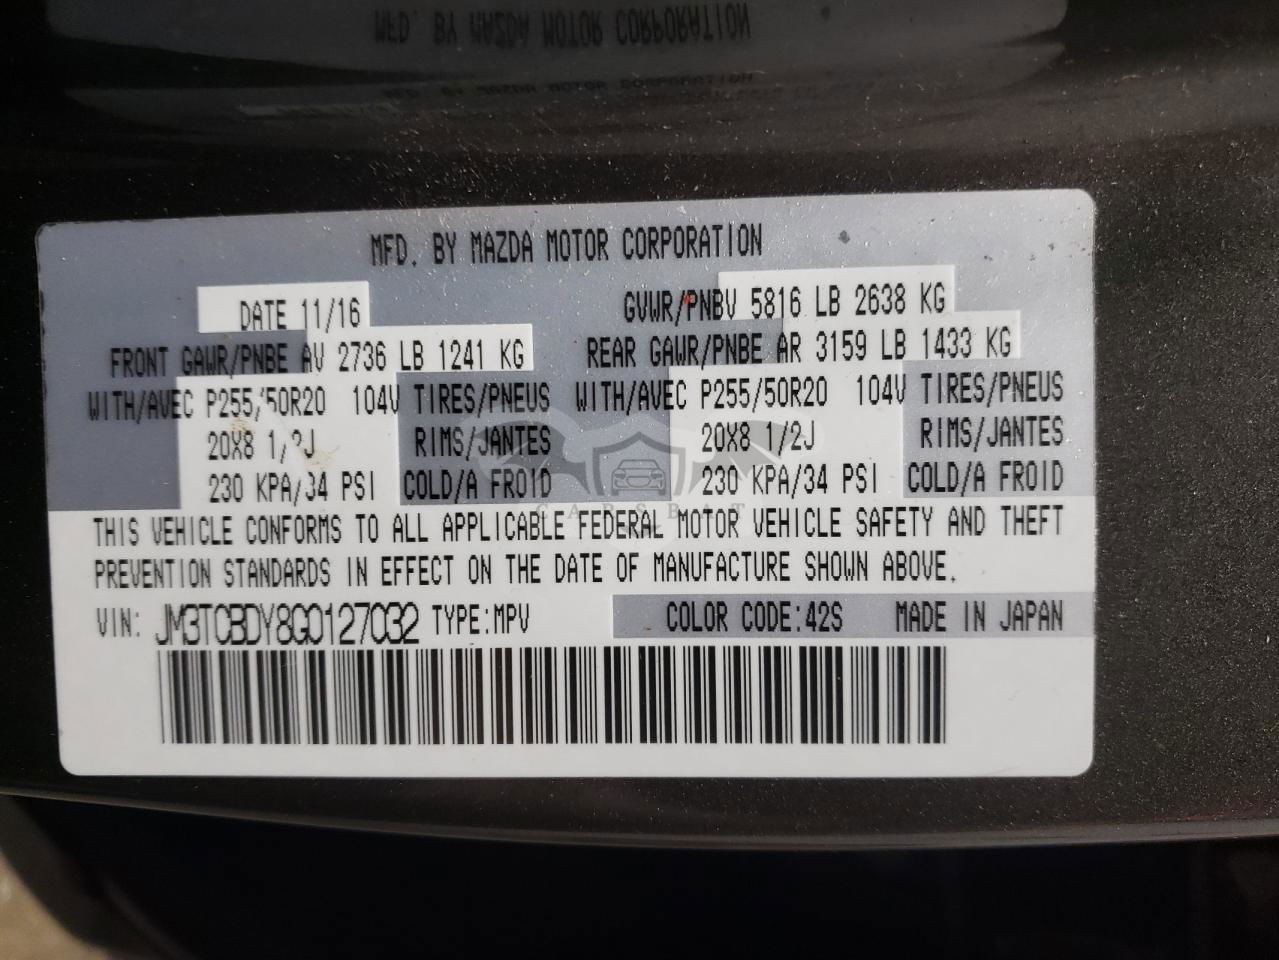 MFD. BY MAZDA MOTOR CORPORATION
DATE 11/16 GVWR/PNBV 5816 LB 2638 KG
FRONT GAWR/PNBE AV 2736 LB 1241 KG REAR GAWR/PNBE AR 3159 LB 1433 KG
WITH/AVEC P255/50R20 104V TIRES/PNEUS WITH/AVEC P255/50R20 104V TIRES/PNEUS
20X8 1/2J RIMS/JANTES 20X8 1/2J RIMS/JANTES
230 KPA/34 PSI COLD/A FROID 230 KPA/34 PSI COLD/A FROID
CARSBAT
THIS VEHICLE CONFORMS TO ALL APPLICABLE FEDERAL MOTOR VEHICLE SAFETY AND THEFT
PREVENTION STANDARDS IN EFFECT ON THE DATE OF MANUFACTURE SHOWN ABOVE.
VIN: JM3TCBDY8G0127032 TYPE:MPV COLOR CODE:42S MADE IN JAPAN